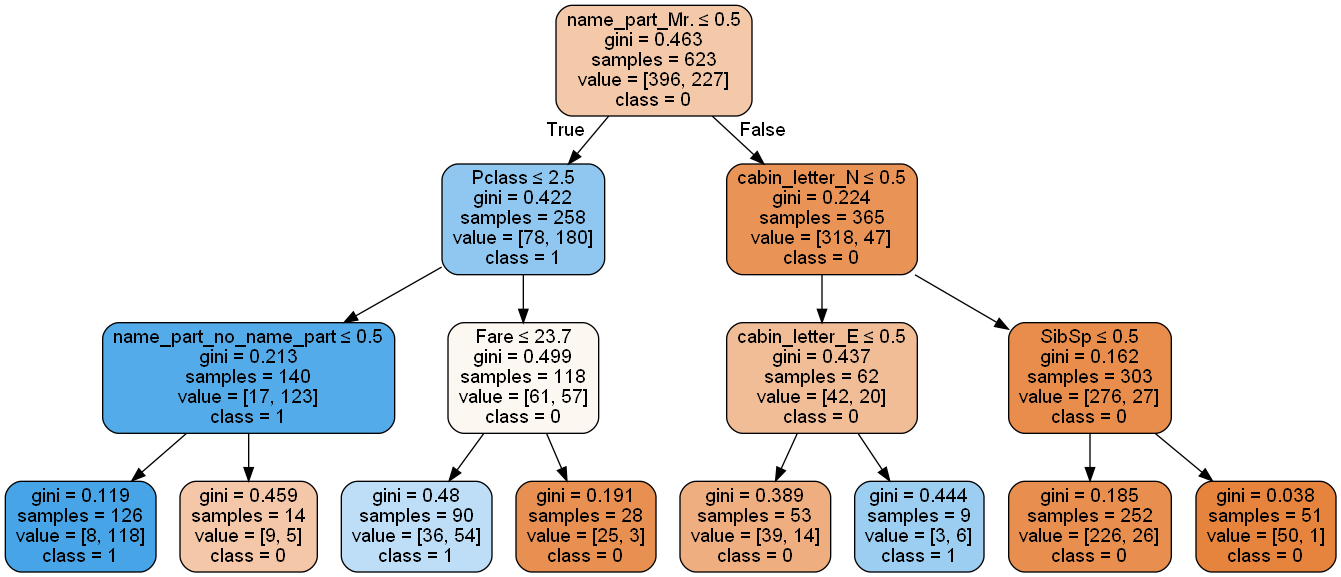 name_part_Mr. ≤ 0.5
gini = 0.463
samples = 623
value = [396, 227]
class = 0
True
False
Pclass ≤ 2.5
gini = 0.422
samples = 258
value = [78, 180]
class = 1
cabin_letter_N ≤ 0.5
gini = 0.224
samples = 365
value = [318, 47]
class = 0
name_part_no_name_part ≤ 0.5
gini = 0.213
samples = 140
value = [17, 123]
class = 1
Fare ≤ 23.7
gini = 0.499
samples = 118
value = [61, 57]
class = 0
cabin_letter_E ≤ 0.5
gini = 0.437
samples = 62
value = [42, 20]
class = 0
SibSp ≤ 0.5
gini = 0.162
samples = 303
value = [276, 27]
class = 0
gini = 0.119
samples = 126
value = [8, 118]
class = 1
gini = 0.459
samples = 14
value = [9, 5]
class = 0
gini = 0.48
samples = 90
value = [36, 54]
class = 1
gini = 0.191
samples = 28
value = [25, 3]
class = 0
gini = 0.389
samples = 53
value = [39, 14]
class = 0
gini = 0.444
samples = 9
value = [3, 6]
class = 1
gini = 0.185
samples = 252
value = [226, 26]
class = 0
gini = 0.038
samples = 51
value = [50, 1]
class = 0